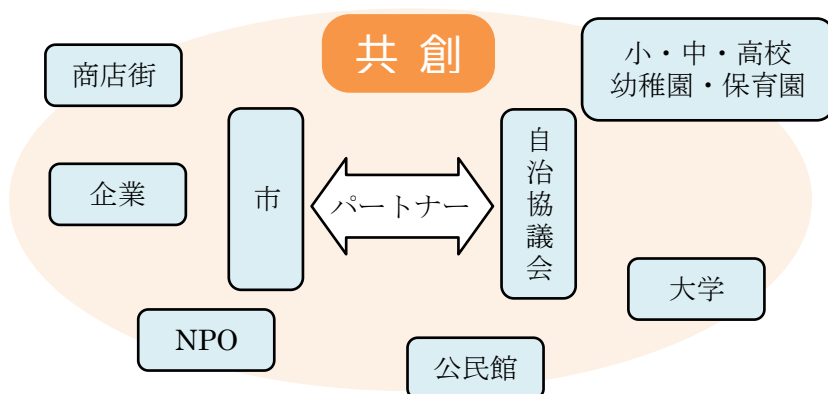 共創
商店街
小・中・高校
幼稚園・保育園
企業
市
パートナー
自治協議会
大学
NPO
公民館